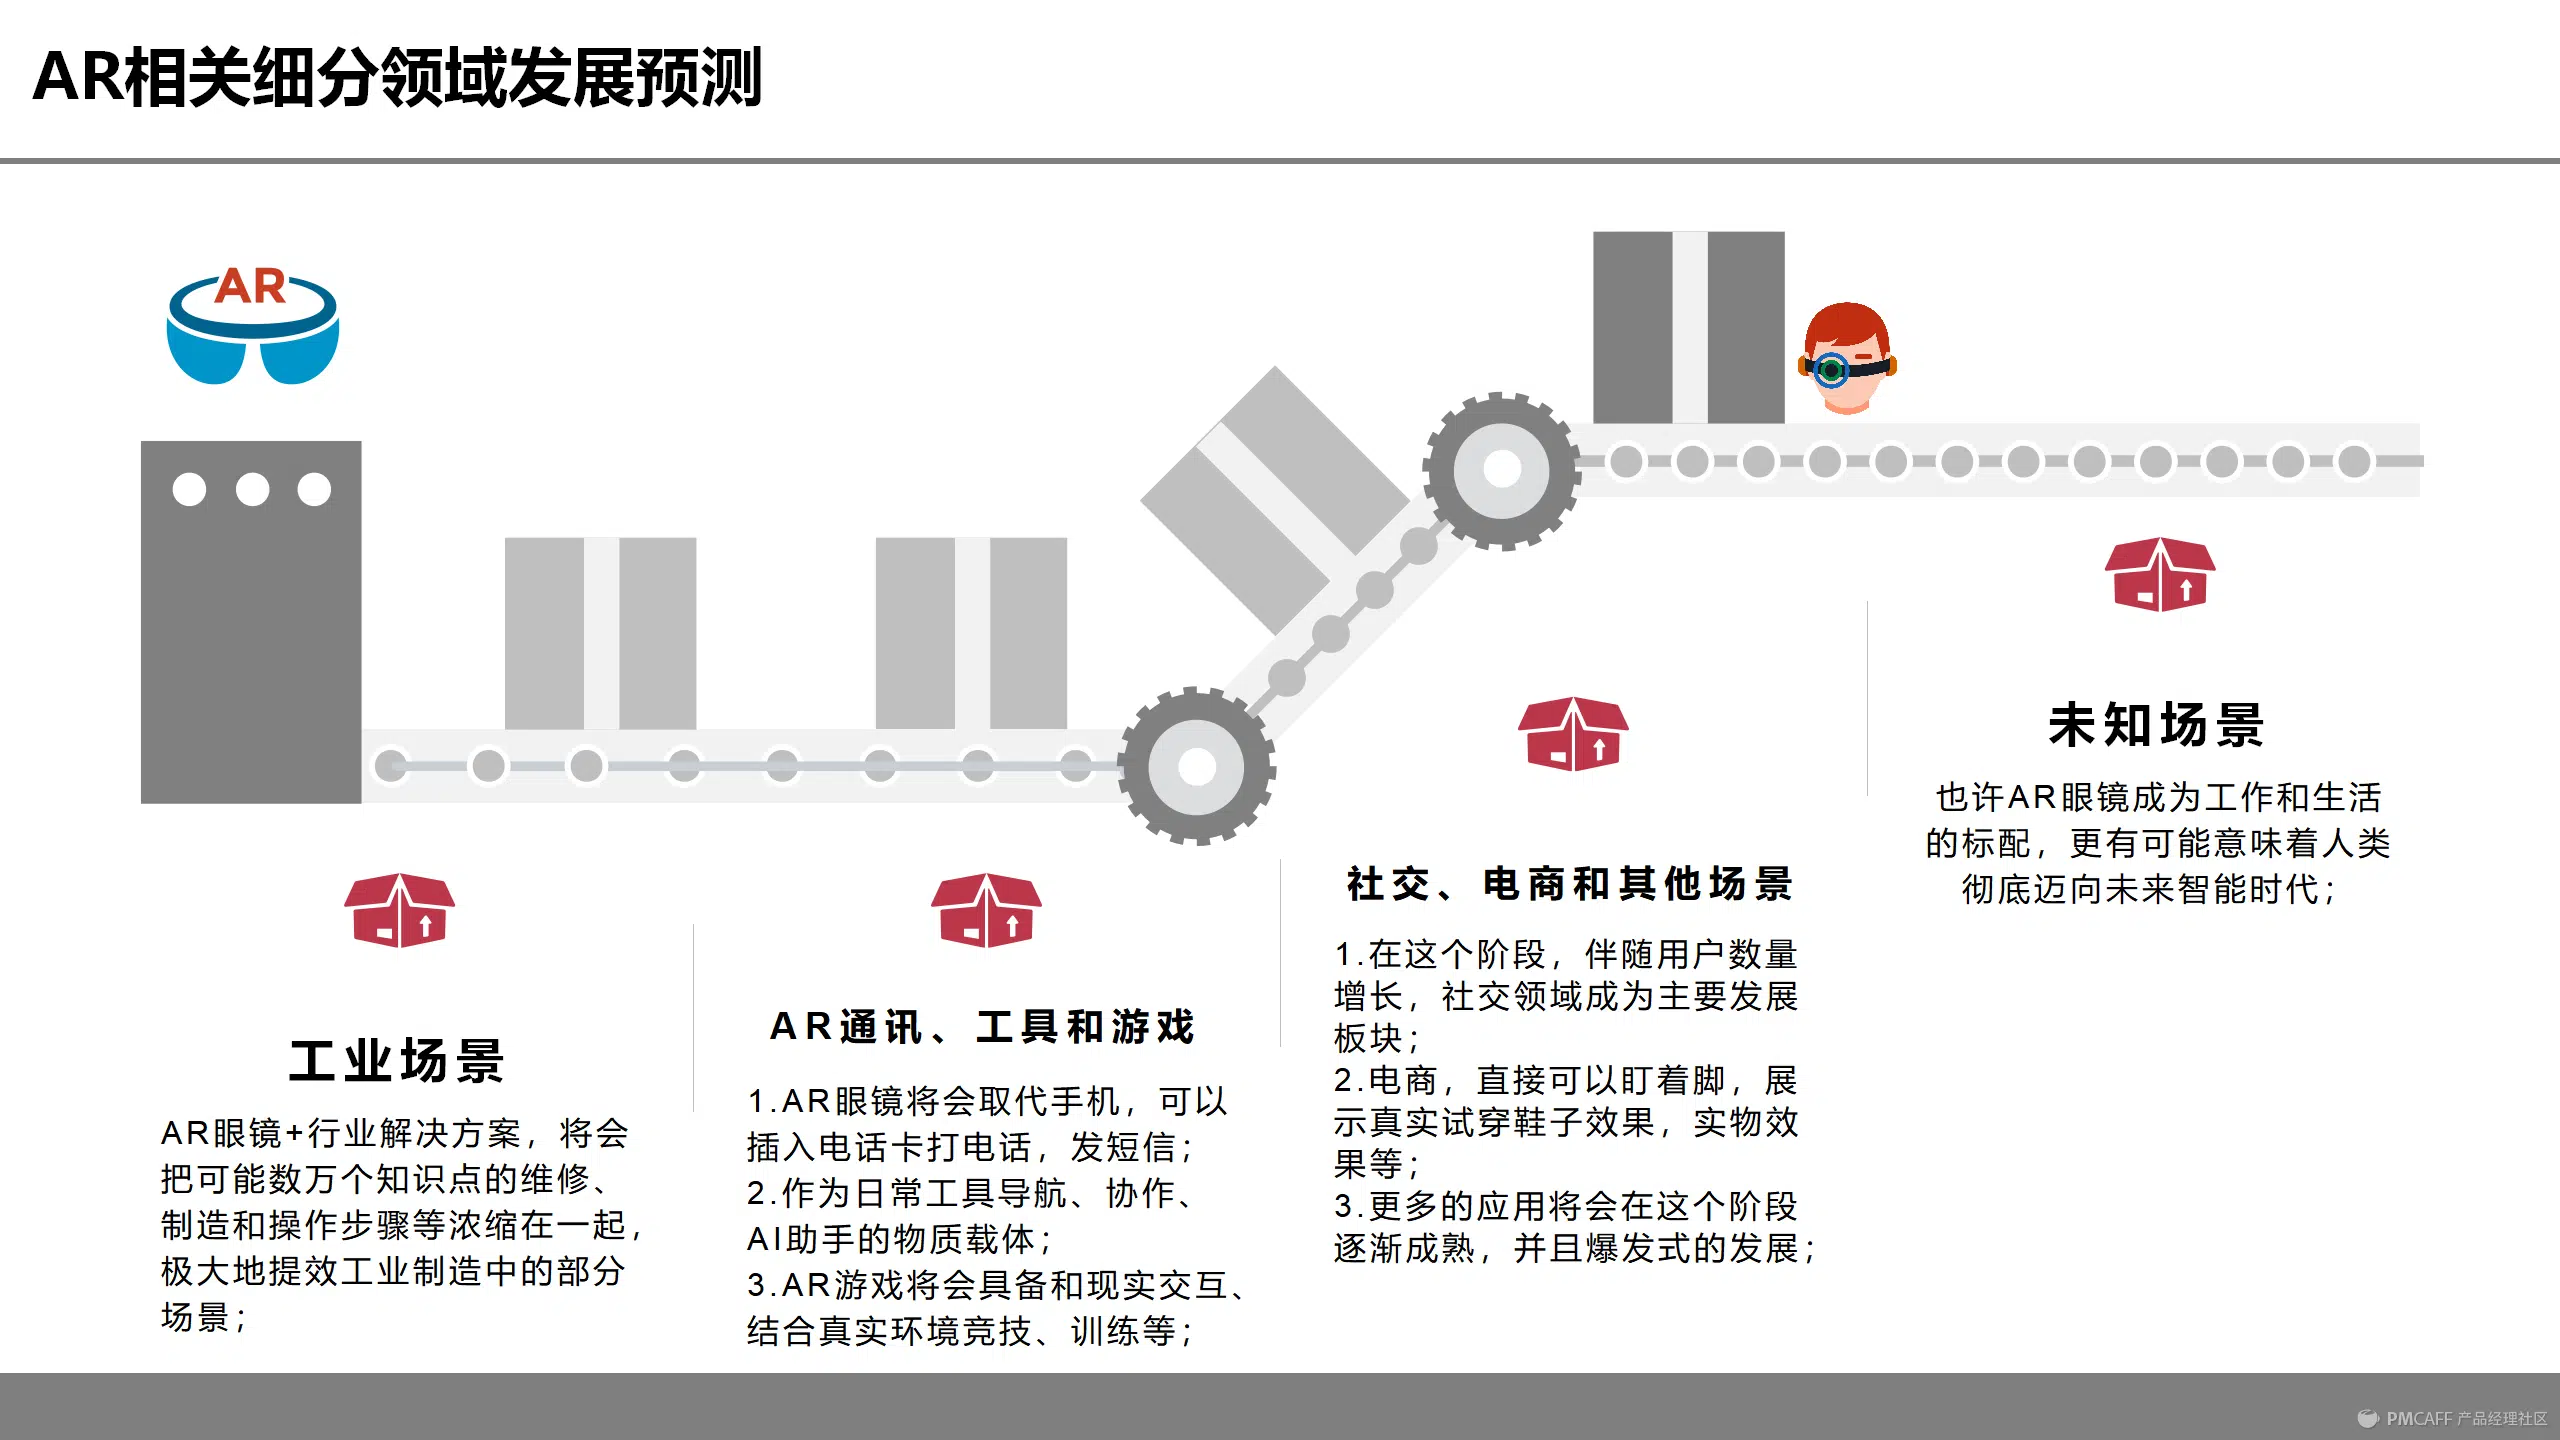 AR相关细分领域发展预测
AR
工业场景
AR眼镜+行业解决方案，将会
把可能数万个知识点的维修、
制造和操作步骤等浓缩在一起，
极大地提效工业制造中的部分
场景；
AR通讯、工具和游戏
1.AR眼镜将会取代手机，可以
插入电话卡打电话，发短信；
2.作为日常工具导航、协作、
AI助手的物质载体；
3.AR游戏将会具备和现实交互、
结合真实环境竞技、训练等；
社交、电商和其他场景
1.在这个阶段，伴随用户数量
增长，社交领域成为主要发展
板块；
2.电商，直接可以盯着脚，展
示真实试穿鞋子效果，实物效
果等；
3.更多的应用将会在这个阶段
逐渐成熟，并且爆发式的发展；
未知场景
也许AR眼镜成为工作和生活
的标配，更有可能意味着人类
彻底迈向未来智能时代；
PMCAFF 产品经理社区